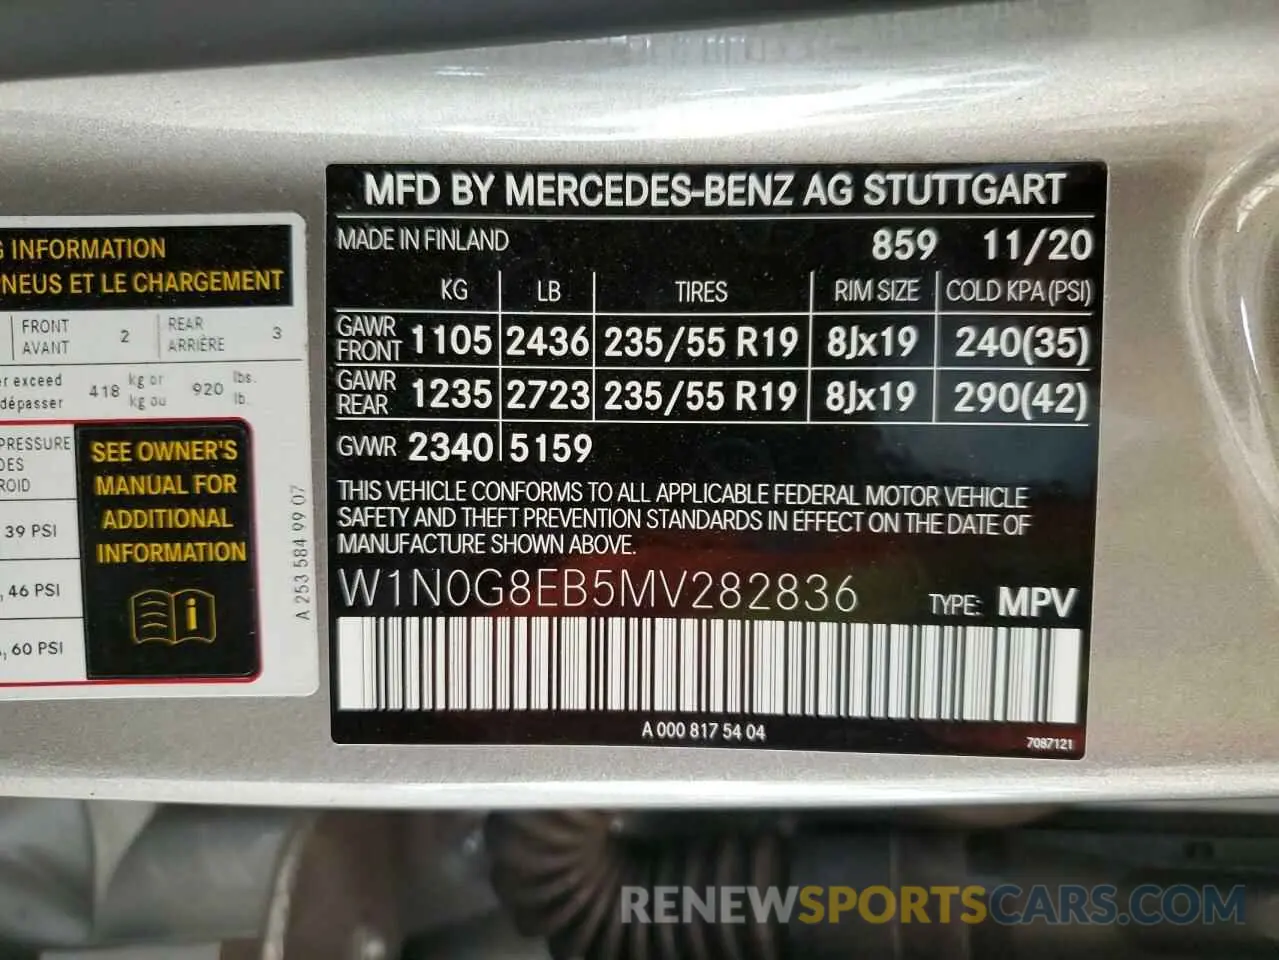 G INFORMATION
PNEUS ET LE CHARGEMENT
FRONT
AVANT
2
REAR
ARRIÈRE
3
er exceed
dépasser
418
kg or
kg ou
920
lbs.
lb.
PRESSURE
DES
ROID
39 PSI
, 46 PSI
, 60 PSI
SEE OWNER'S
MANUAL FOR
ADDITIONAL
INFORMATION
A 253 584 99 07
MFD BY MERCEDES-BENZ AG STUTTGART
MADE IN FINLAND 859 11/20
KG LB TIRES RIM SIZE COLD KPA (PSI)
GAWR
FRONT
1105 2436 235/55 R19 8Jx19 240(35)
GAWR
REAR
1235 2723 235/55 R19 8Jx19 290(42)
GVWR 2340 5159
THIS VEHICLE CONFORMS TO ALL APPLICABLE FEDERAL MOTOR VEHICLE
SAFETY AND THEFT PREVENTION STANDARDS IN EFFECT ON THE DATE OF
MANUFACTURE SHOWN ABOVE.
W1N0G8EB5MV282836 TYPE: MPV
A 000 817 54 04
7087121
RENEWSPORTSCARS.COM